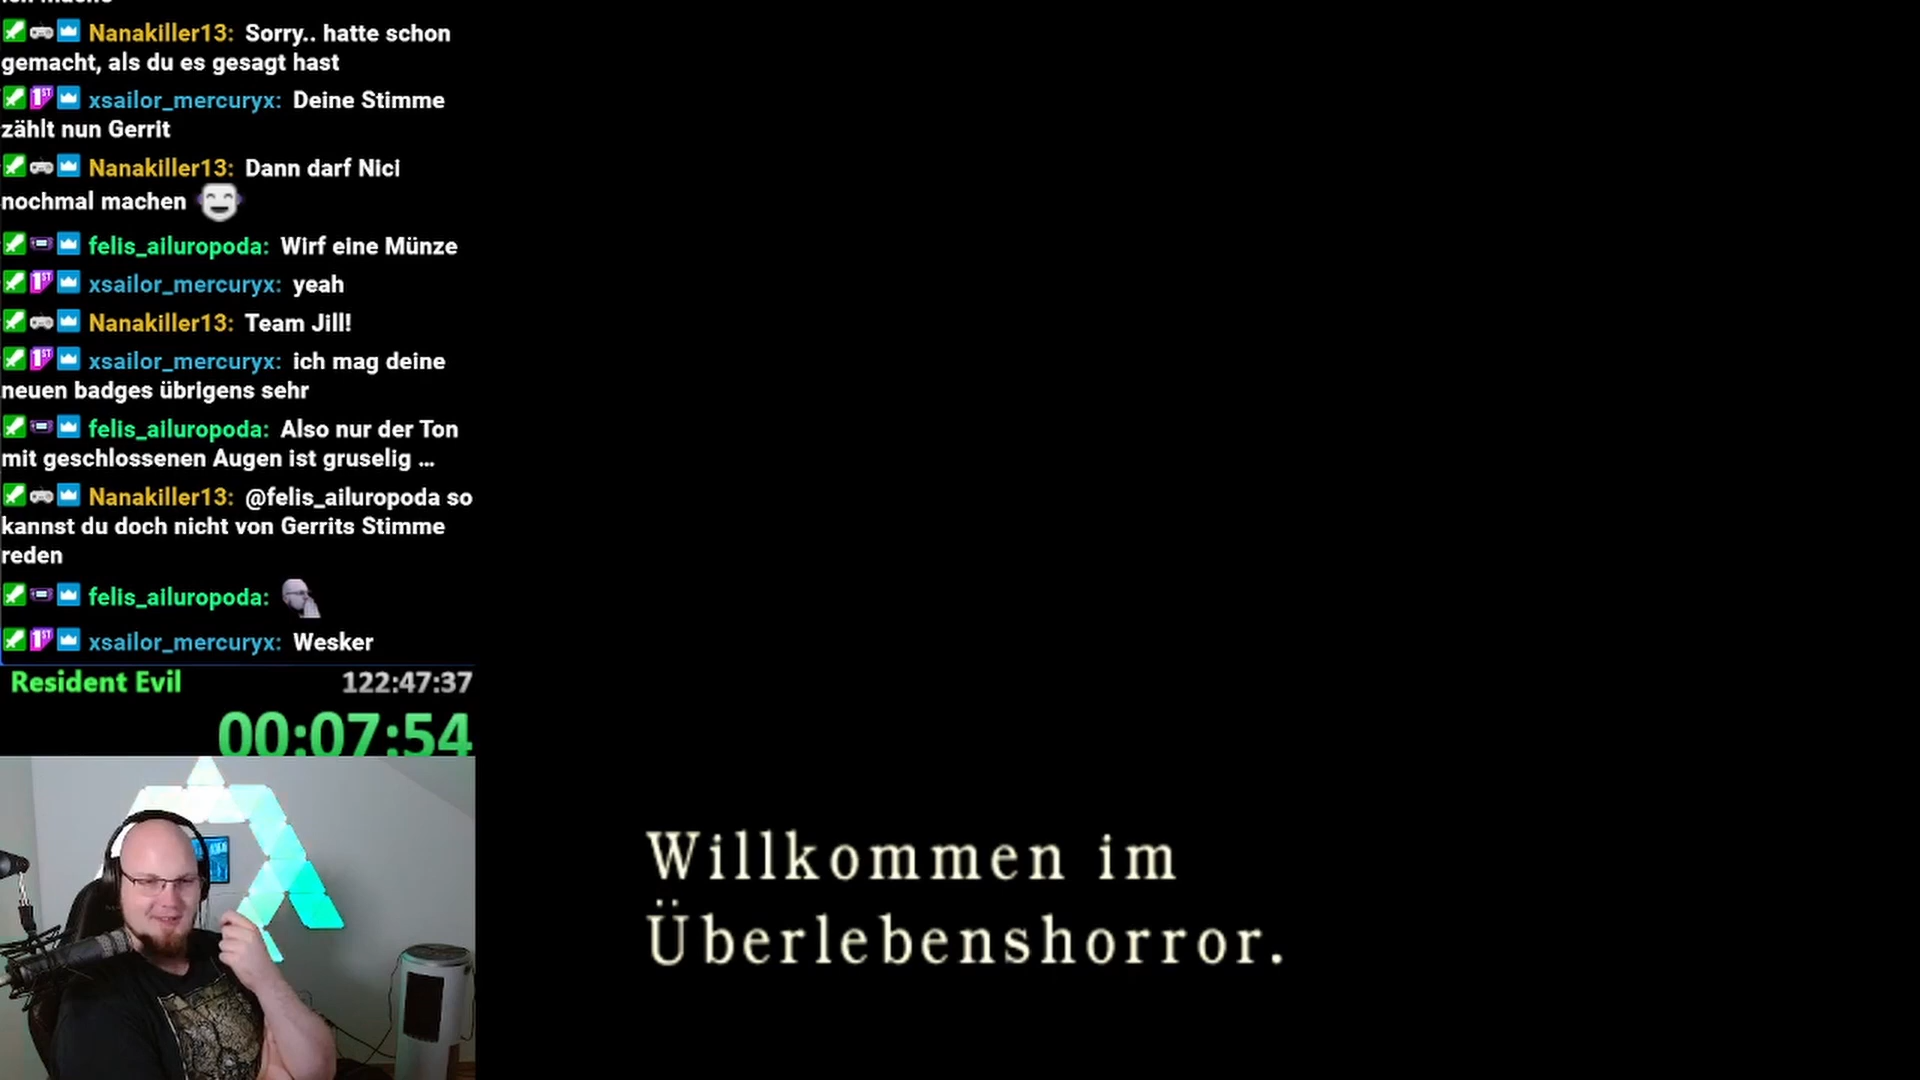 Nanakiller13: Sorry.. hatte schon
gemacht, als du es gesagt hast
xsailor_mercuryx: Deine Stimme
zählt nun Gerrit
Nanakiller13: Dann darf Nici
nochmal machen
felis_ailuropoda: Wirf eine Münze
xsailor_mercuryx: yeah
Nanakiller13: Team Jill!
xsailor_mercuryx: ich mag deine
neuen badges übrigens sehr
felis_ailuropoda: Also nur der Ton
mit geschlossenen Augen ist gruselig ...
Nanakiller13: @felis_ailuropoda so
kannst du doch nicht von Gerrits Stimme
reden
felis_ailuropoda:
xsailor_mercuryx: Wesker
Resident Evil 122:47:37
00:07:54
Willkommen im
Überlebenshorror.